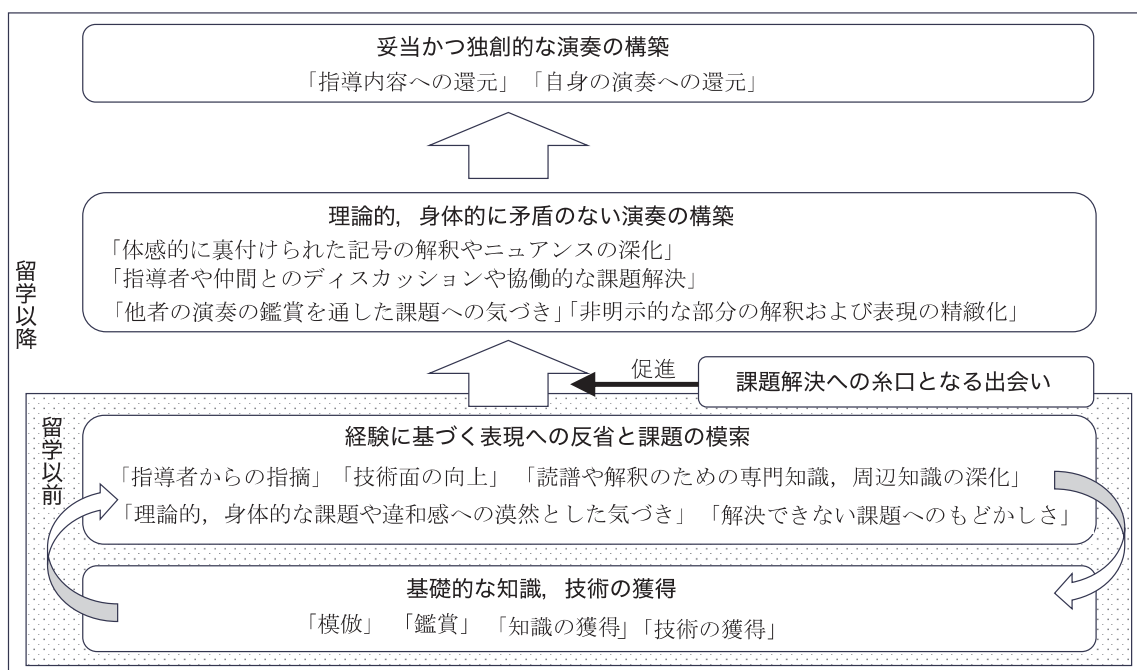 妥当かつ独創的な演奏の構築
「指導内容への還元」「自身の演奏への還元」
理論的，身体的に矛盾のない演奏の構築
「体感的に裏付けられた記号の解釈やニュアンスの深化」
「指導者や仲間とのディスカッションや協働的な課題解決」
「他者の演奏の鑑賞を通した課題への気づき」「非明示的な部分の解釈および表現の精緻化」
留学以降
促進
課題解決への糸口となる出会い
留学以前
経験に基づく表現への反省と課題の模索
「指導者からの指摘」「技術面の向上」「読譜や解釈のための専門知識，周辺知識の深化」
「理論的，身体的な課題や違和感への漠然とした気づき」「解決できない課題へのもどかしさ」
基礎的な知識，技術の獲得
「模倣」「鑑賞」「知識の獲得」「技術の獲得」